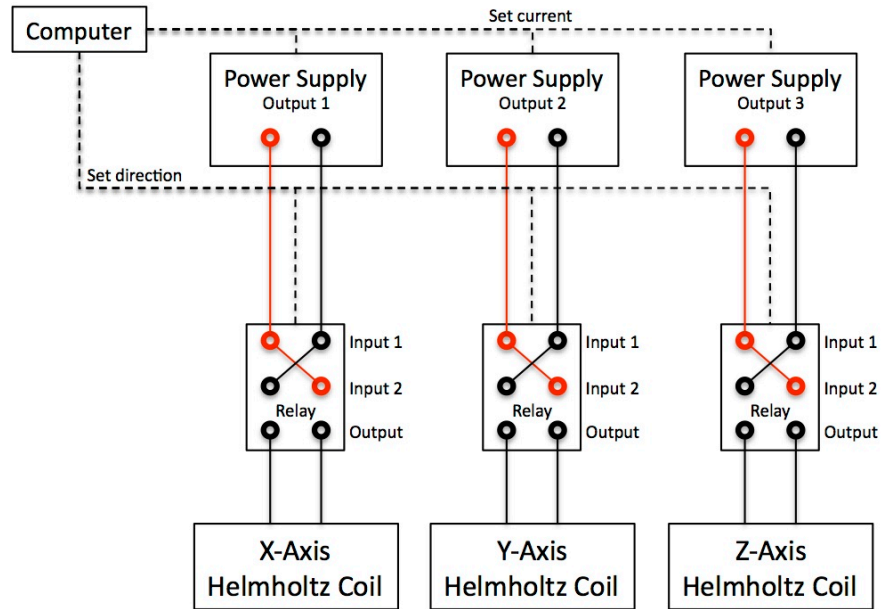 Computer
Set current
Power Supply
Output 1
Power Supply
Output 2
Power Supply
Output 3
Set direction
Input 1
Input 2
Relay
Output
Input 1
Input 2
Relay
Output
Input 1
Input 2
Relay
Output
X-Axis
Helmholtz Coil
Y-Axis
Helmholtz Coil
Z-Axis
Helmholtz Coil